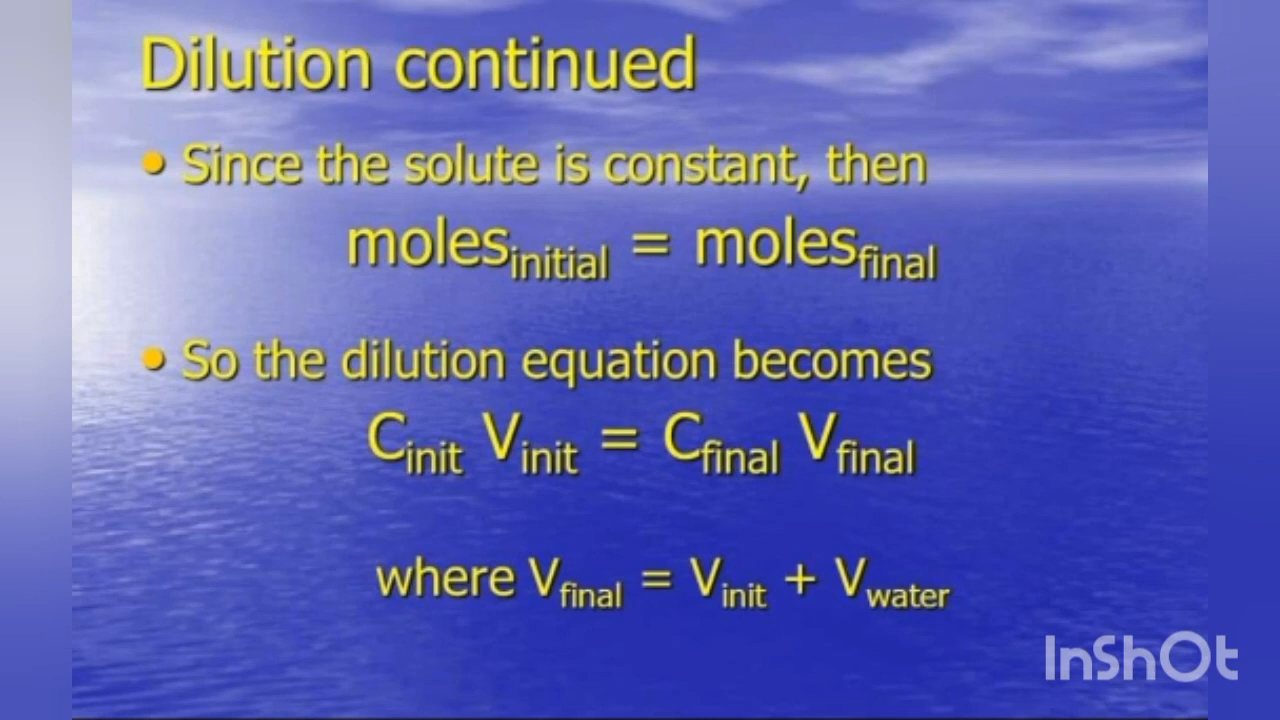 Dilution continued
• Since the solute is constant, then
moles_initial = moles_final
• So the dilution equation becomes
C_init V_init = C_final V_final
where V_final = V_init + V_water
InShOt